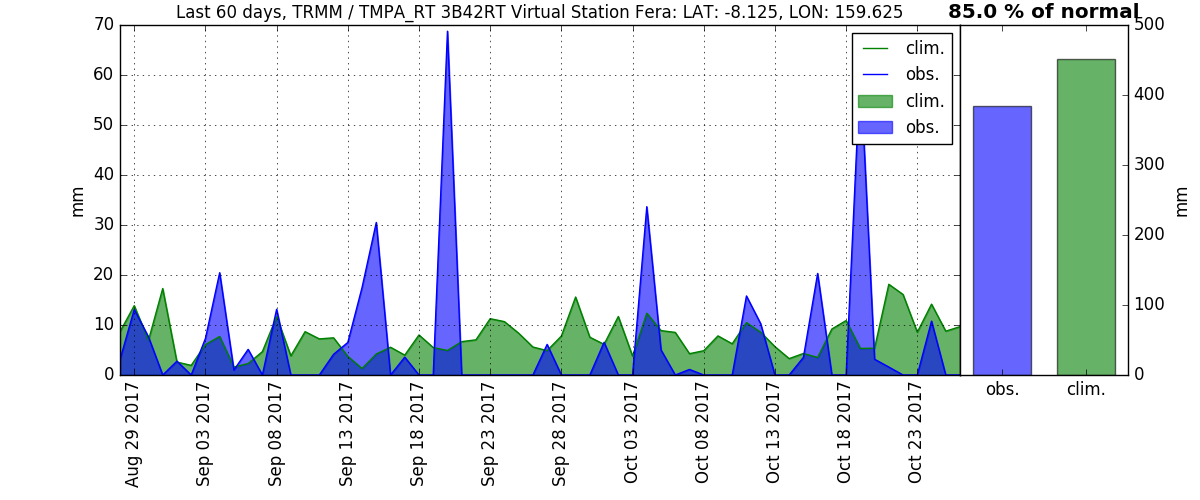 Last 60 days, TRMM / TMPA_RT 3B42RT Virtual Station Fera: LAT: -8.125, LON: 159.625
85.0 % of normal
70
60
50
40
30
20
10
0
mm
clim.
obs.
clim.
obs.
500
400
300
200
100
0
mm
obs.
clim.
Aug 29 2017
Sep 03 2017
Sep 08 2017
Sep 13 2017
Sep 18 2017
Sep 23 2017
Sep 28 2017
Oct 03 2017
Oct 08 2017
Oct 13 2017
Oct 18 2017
Oct 23 2017